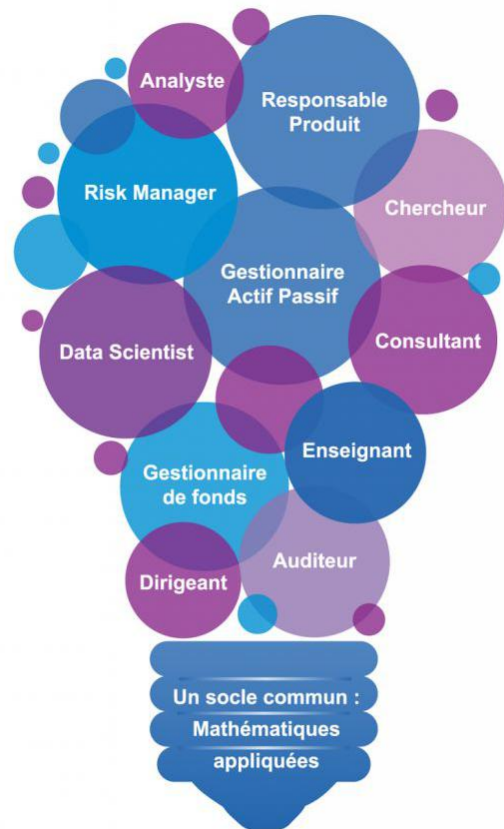 Analyste
Responsable
Produit
Risk Manager
Chercheur
Gestionnaire
Actif Passif
Data Scientist
Consultant
Enseignant
Gestionnaire
de fonds
Auditeur
Dirigeant
Un socle commun :
Mathématiques
appliquées